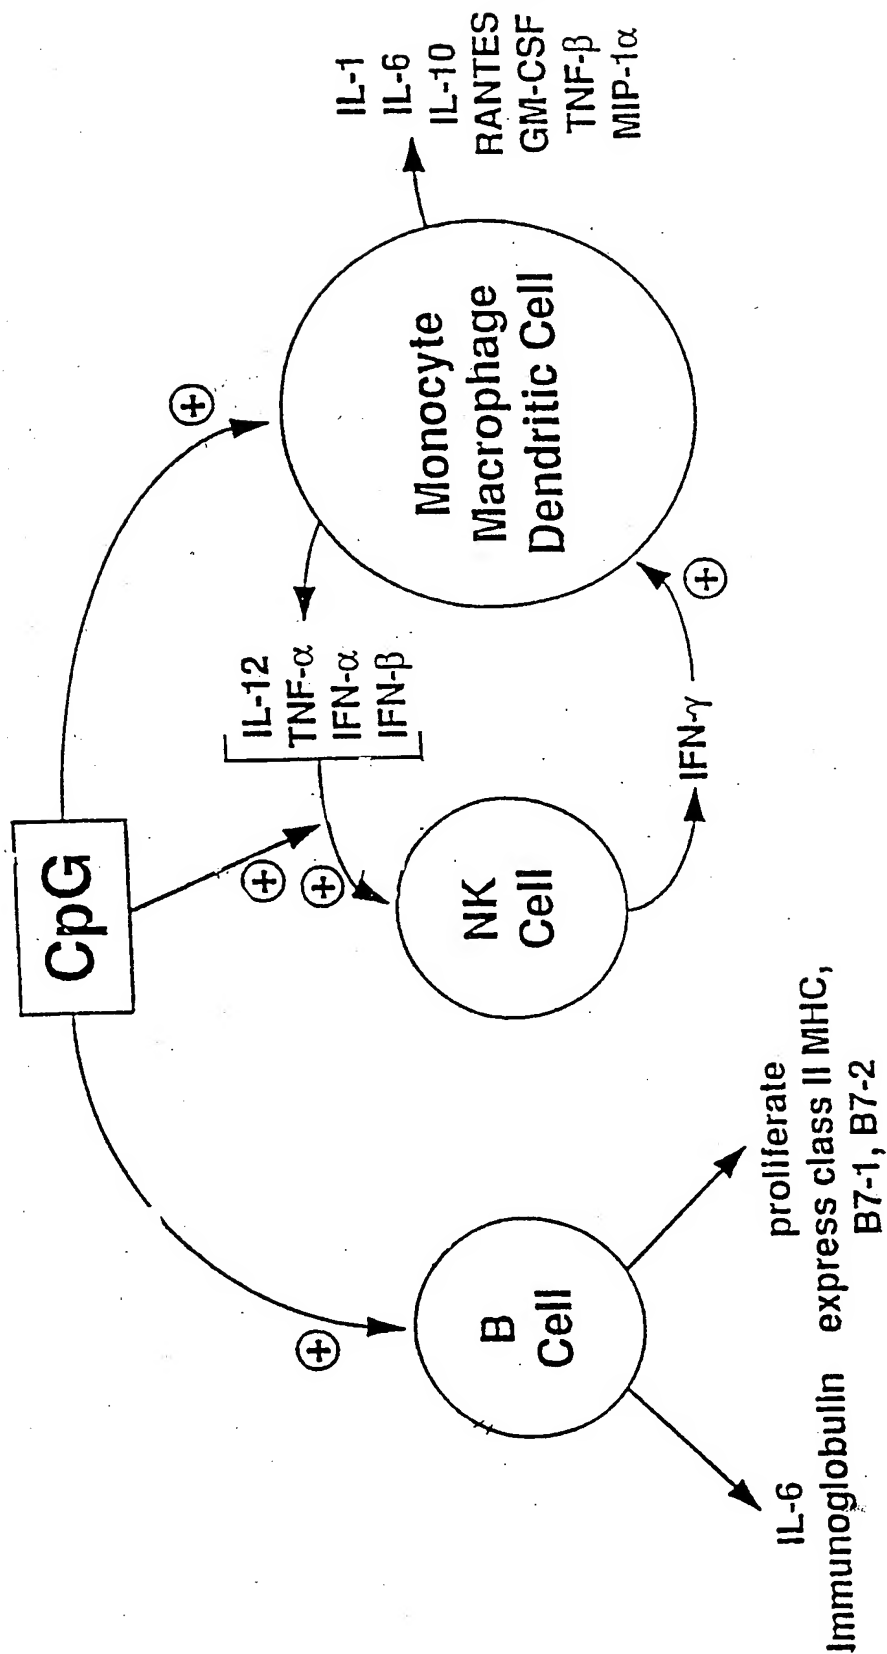 CpG
⊕
⊕
⊕
⊕
IL-12
TNF-α
IFN-α
IFN-β
IL-1
IL-6
IL-10
RANTES
GM-CSF
TNF-β
MIP-1α
B
Cell
NK
Cell
Monocyte
Macrophage
Dendritic Cell
IFN-γ
⊕
IL-6
Immunoglobulin
proliferate
express class II MHC,
B7-1, B7-2